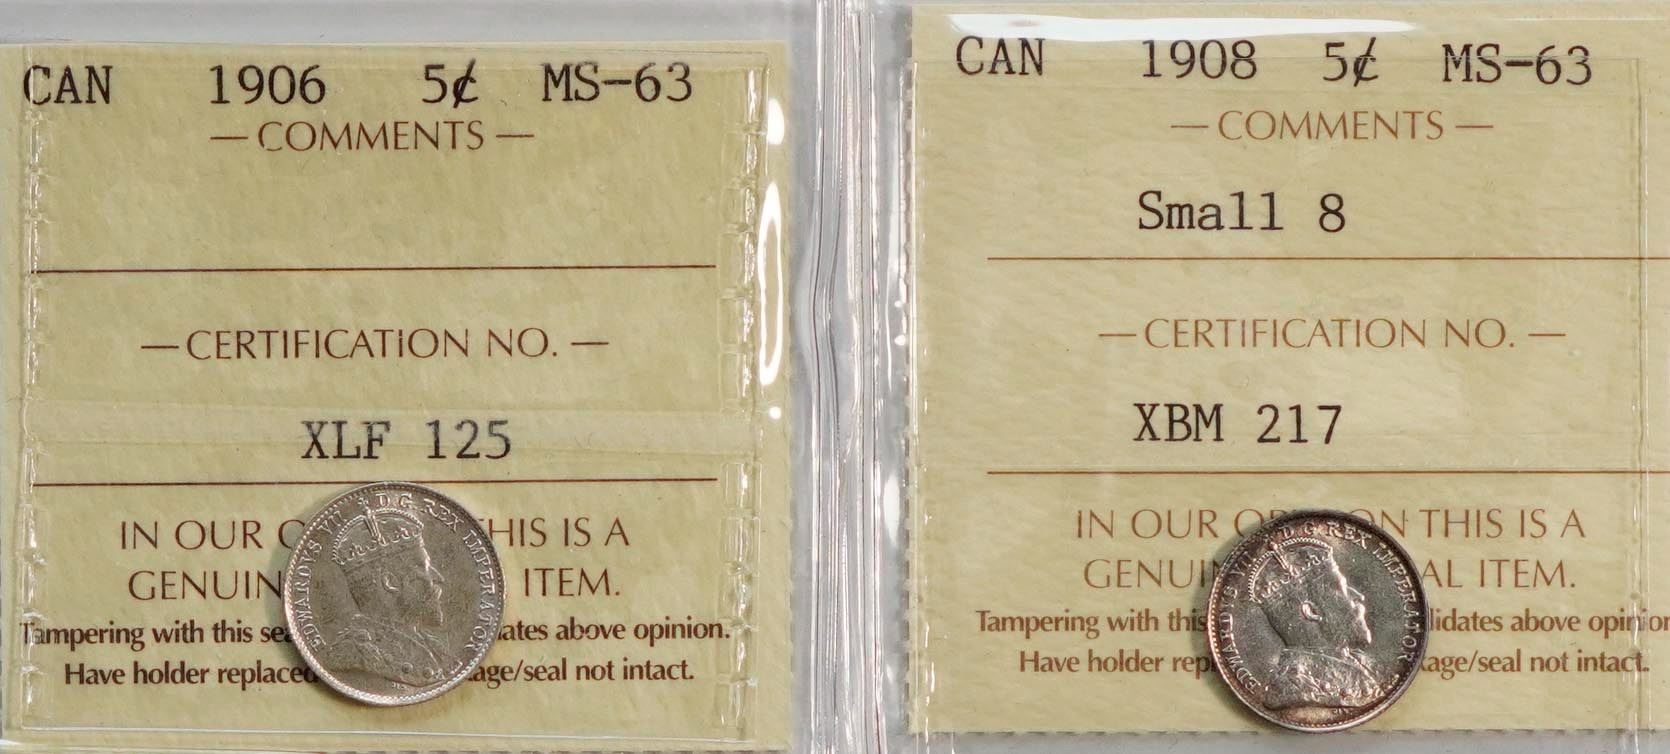 CAN 1906 5¢ MS-63
— COMMENTS —
— CERTIFICATION NO. —
XLF 125
IN OUR THIS IS A
GENUIN ITEM.
Tampering with this sea ates above opinion.
Have holder replaced age/seal not intact.
EDWARDVS VII D.G.REX IMPERATOR
CAN 1908 5¢ MS-63
— COMMENTS —
Small 8
— CERTIFICATION NO. —
XBM 217
IN OUR OPINION THIS IS A
GENUI AL ITEM.
Tampering with this lidates above opinion
Have holder repl age/seal not intact.
EDWARDVS VII D.G.REX IMPERATOR